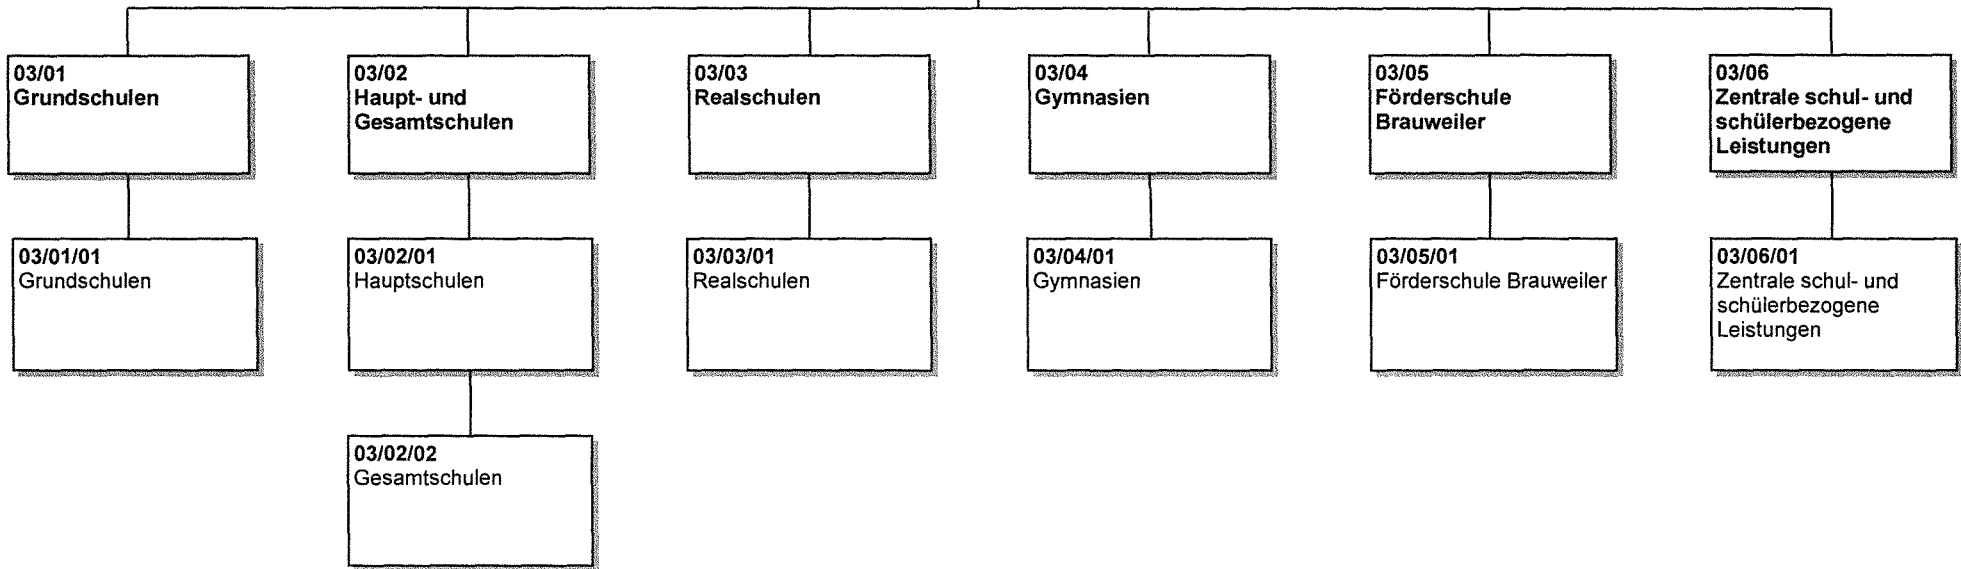 03/01
Grundschulen
03/02
Haupt- und
Gesamtschulen
03/03
Realschulen
03/04
Gymnasien
03/05
Förderschule
Brauweiler
03/06
Zentrale schul- und
schülerbezogene
Leistungen
03/01/01
Grundschulen
03/02/01
Hauptschulen
03/03/01
Realschulen
03/04/01
Gymnasien
03/05/01
Förderschule Brauweiler
03/06/01
Zentrale schul- und
schülerbezogene
Leistungen
03/02/02
Gesamtschulen